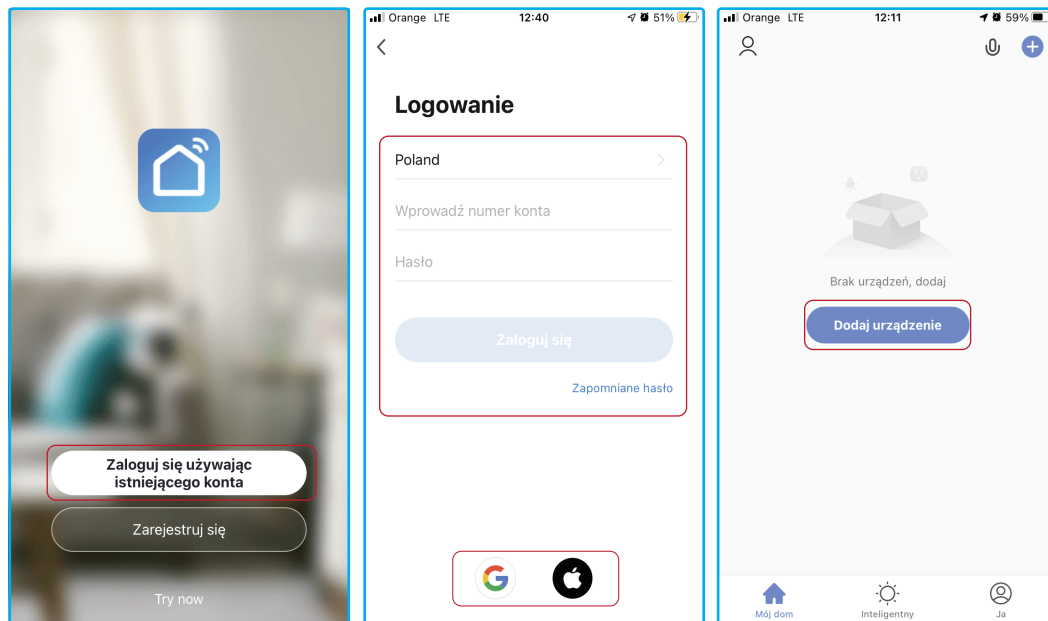 Zaloguj się używając
istniejącego konta
Zarejestruj się
Try now
Orange LTE 12:40 51%
Logowanie
Poland
Wprowadź numer konta
Hasło
Zaloguj się
Zapomniane hasło
Orange LTE 12:11 59%
Brak urządzeń, dodaj
Dodaj urządzenie
Mój dom Inteligentny Ja